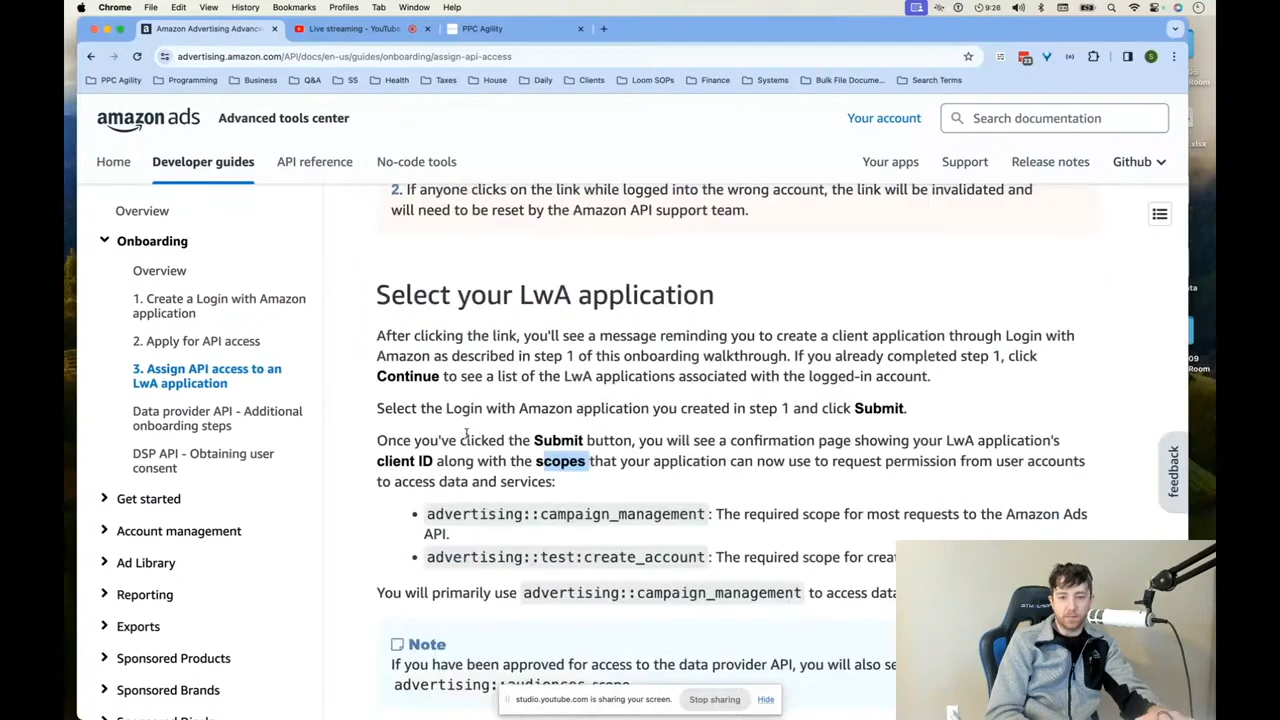 Chrome File Edit View History Bookmarks Profiles Tab Window Help
9:28
Amazon Advertising Advance
Live streaming - YouTube
PPC Agility
advertising.amazon.com/API/docs/en-us/guides/onboarding/assign-api-access
23
S
PPC Agility Programming Business Q&A SS Health Taxes House Daily Clients Loom SOPs Finance Systems Bulk File Docume... Search Terms
amazon ads Advanced tools center
Your account
Search documentation
Home Developer guides API reference No-code tools
Your apps Support Release notes Github
Overview
Onboarding
Overview
1. Create a Login with Amazon
application
2. Apply for API access
3. Assign API access to an
LwA application
Data provider API - Additional
onboarding steps
DSP API - Obtaining user
consent
Get started
Account management
Ad Library
Reporting
Exports
Sponsored Products
Sponsored Brands
2. If anyone clicks on the link while logged into the wrong account, the link will be invalidated and
will need to be reset by the Amazon API support team.
Select your LwA application
After clicking the link, you'll see a message reminding you to create a client application through Login with
Amazon as described in step 1 of this onboarding walkthrough. If you already completed step 1, click
Continue to see a list of the LwA applications associated with the logged-in account.
Select the Login with Amazon application you created in step 1 and click Submit.
Once you've clicked the Submit button, you will see a confirmation page showing your LwA application's
client ID along with the scopes that your application can now use to request permission from user accounts
to access data and services:
• advertising::campaign_management: The required scope for most requests to the Amazon Ads
API.
• advertising::test:create_account: The required scope for creat
You will primarily use advertising::campaign_management to access data
Note
If you have been approved for access to the data provider API, you will also se
feedback
studio.youtube.com is sharing your screen.
Stop sharing
Hide
05
Room
.xlsx
ata
09
Room